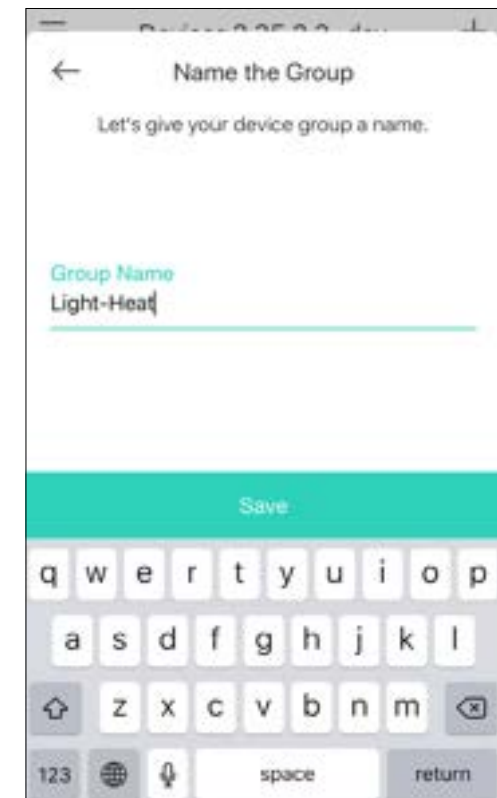 Name the Group
Let's give your device group a name.
Group Name
Light-Heat
Save
q w e r t y u i o p
a s d f g h j k l
z x c v b n m
123 space return